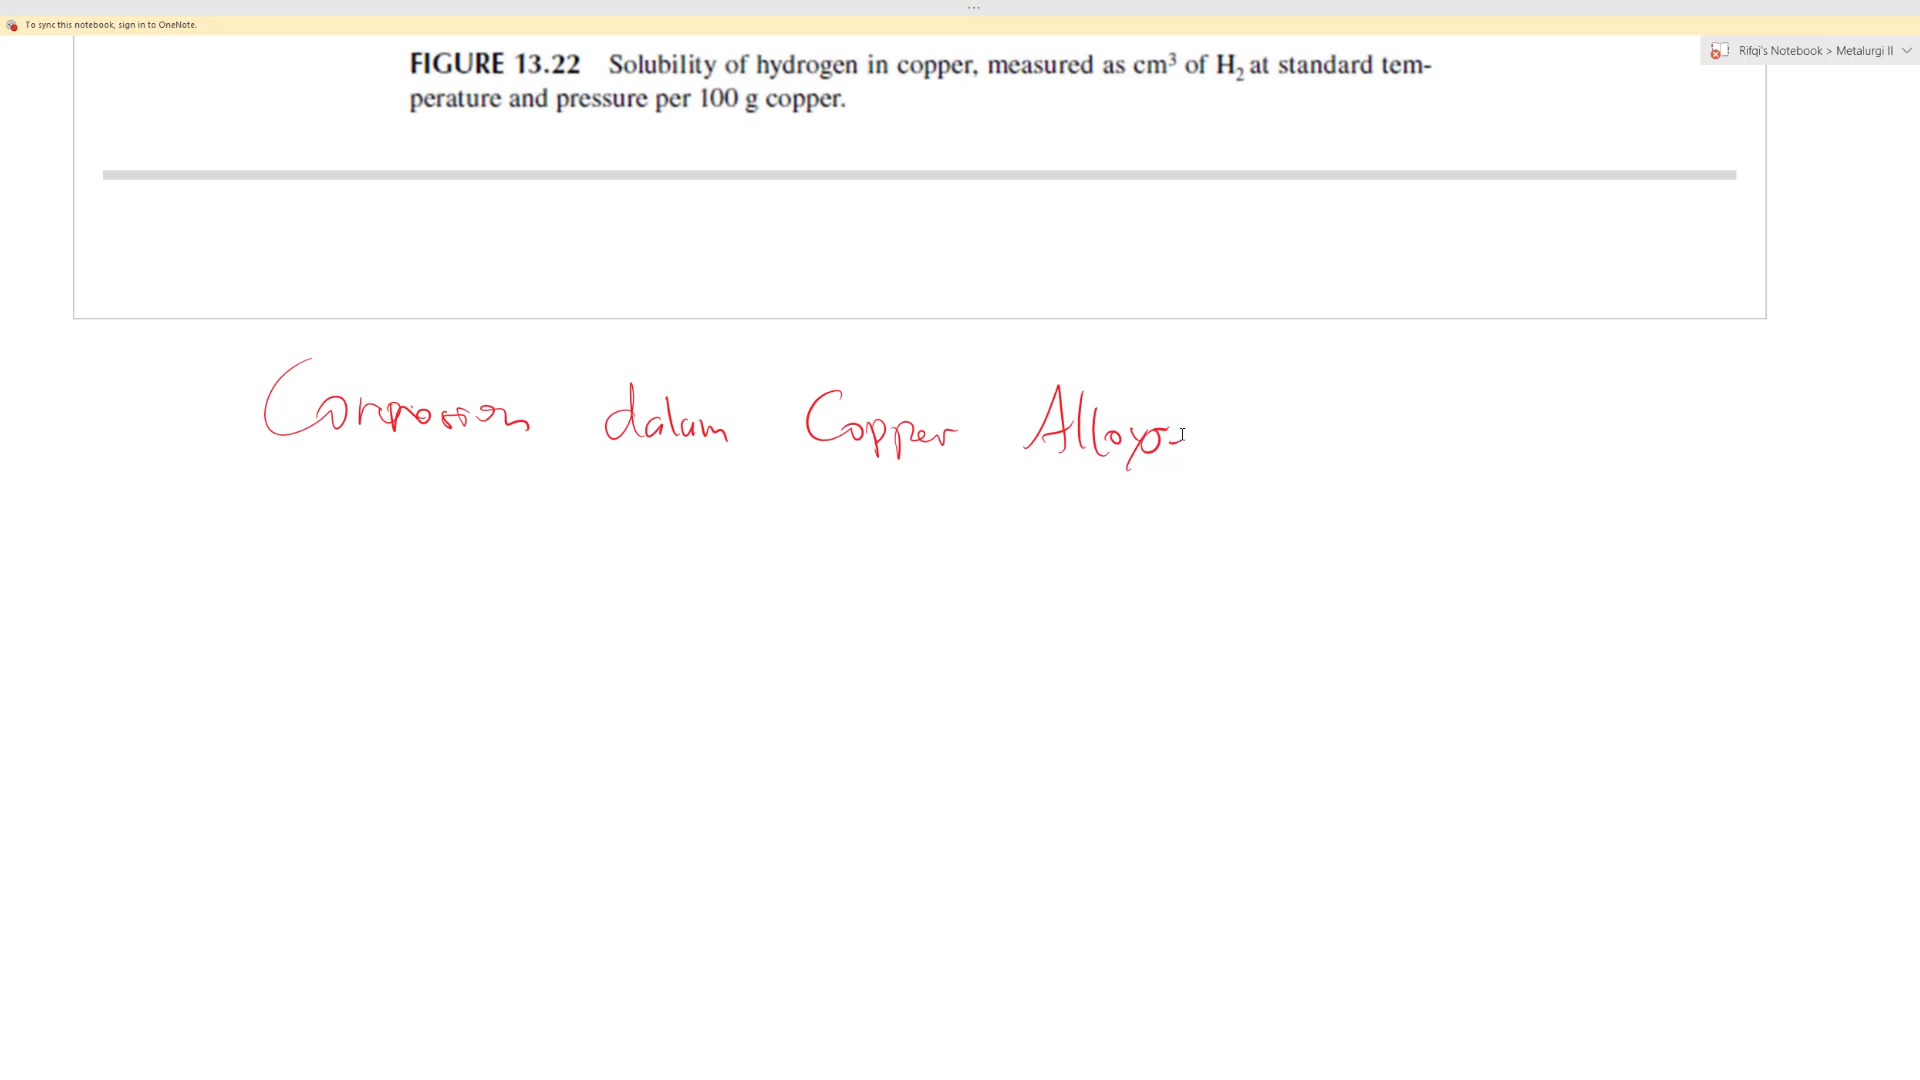 ...
To sync this notebook, sign in to OneNote.
Rifqi's Notebook > Metalurgi II
FIGURE 13.22 Solubility of hydrogen in copper, measured as cm³ of H₂ at standard tem-
perature and pressure per 100 g copper.
dalam Copper Alloys